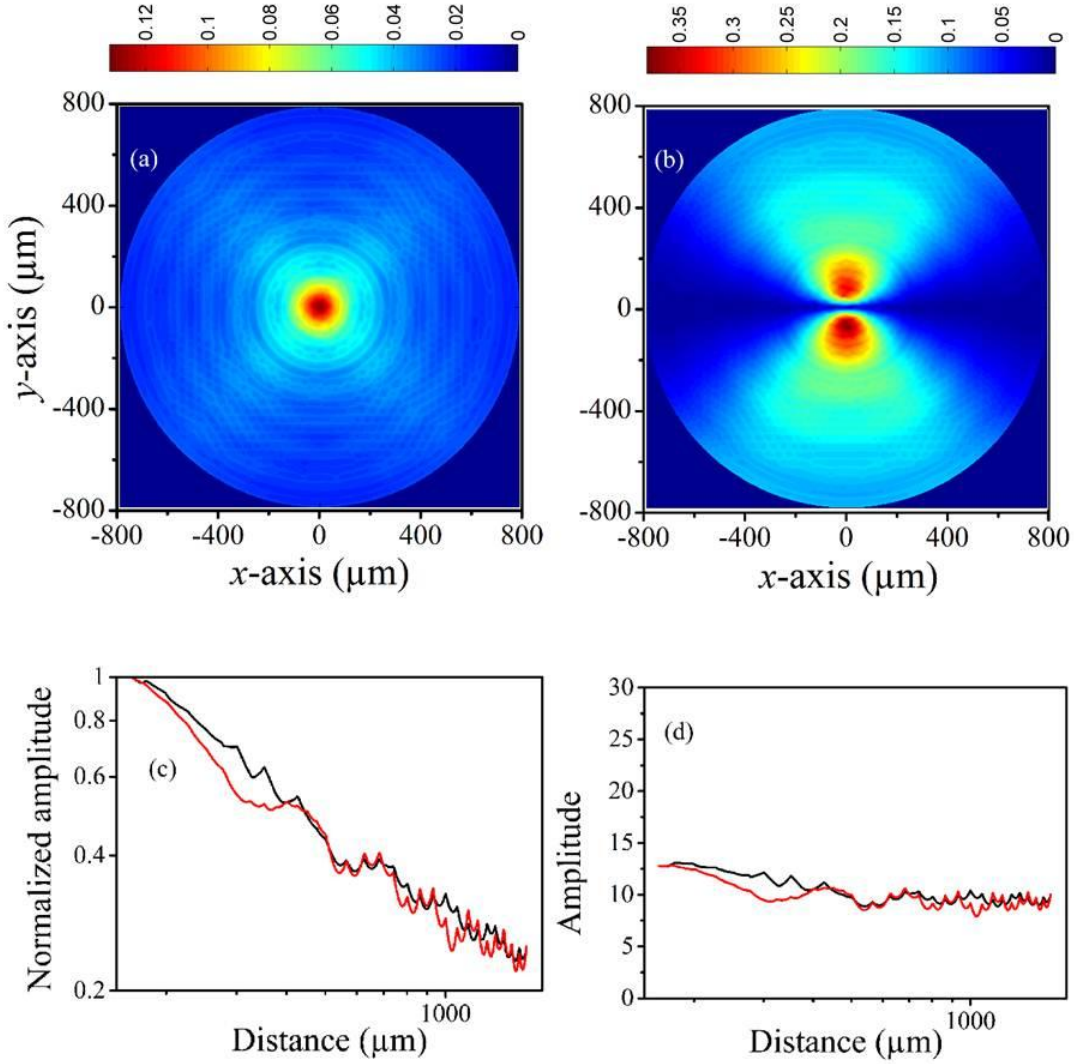 0.12 0.1 0.08 0.06 0.04 0.02 0
0.35 0.3 0.25 0.2 0.15 0.1 0.05 0
(a)
800
400
0
-400
-800
y-axis (μm)
-800 -400 0 400 800
x-axis (μm)
(b)
800
400
0
-400
-800
-800 -400 0 400 800
x-axis (μm)
(c)
1
0.8
0.6
0.4
0.2
Normalized amplitude
1000
Distance (μm)
(d)
30
25
20
15
10
5
0
Amplitude
1000
Distance (μm)